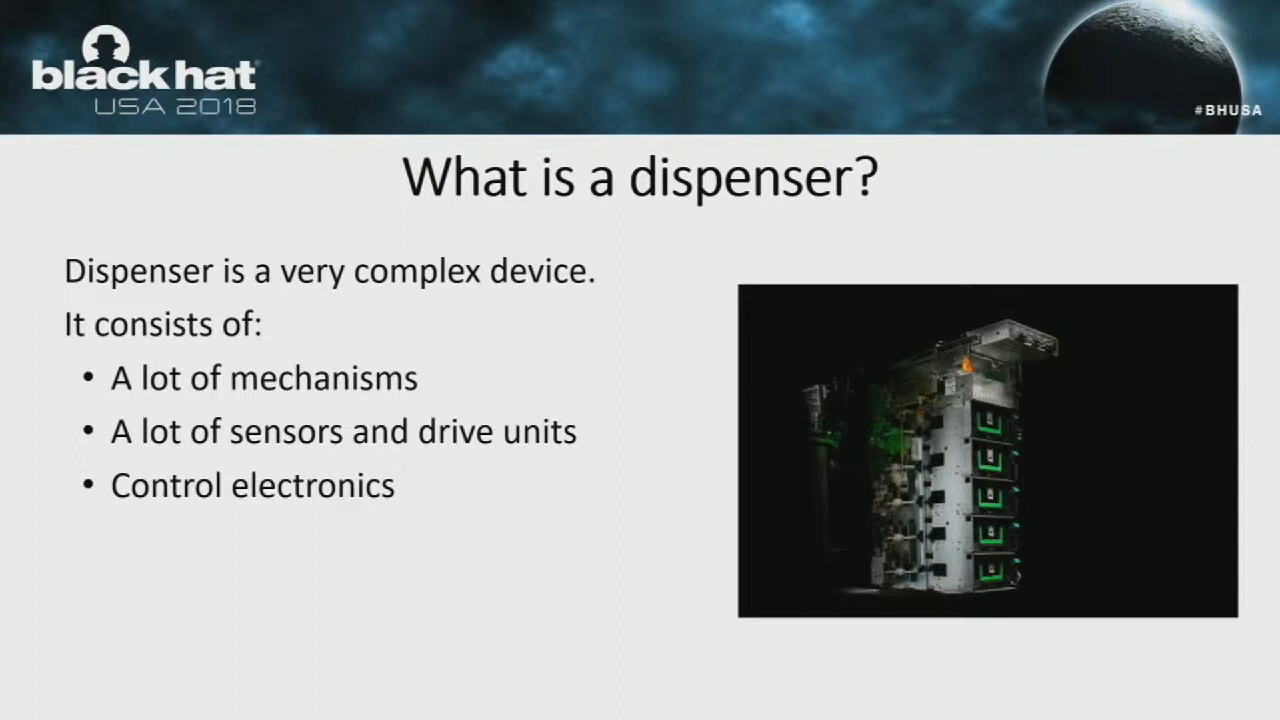 black hat
USA 2018
#BHUSA
What is a dispenser?
Dispenser is a very complex device.
It consists of:
• A lot of mechanisms
• A lot of sensors and drive units
• Control electronics